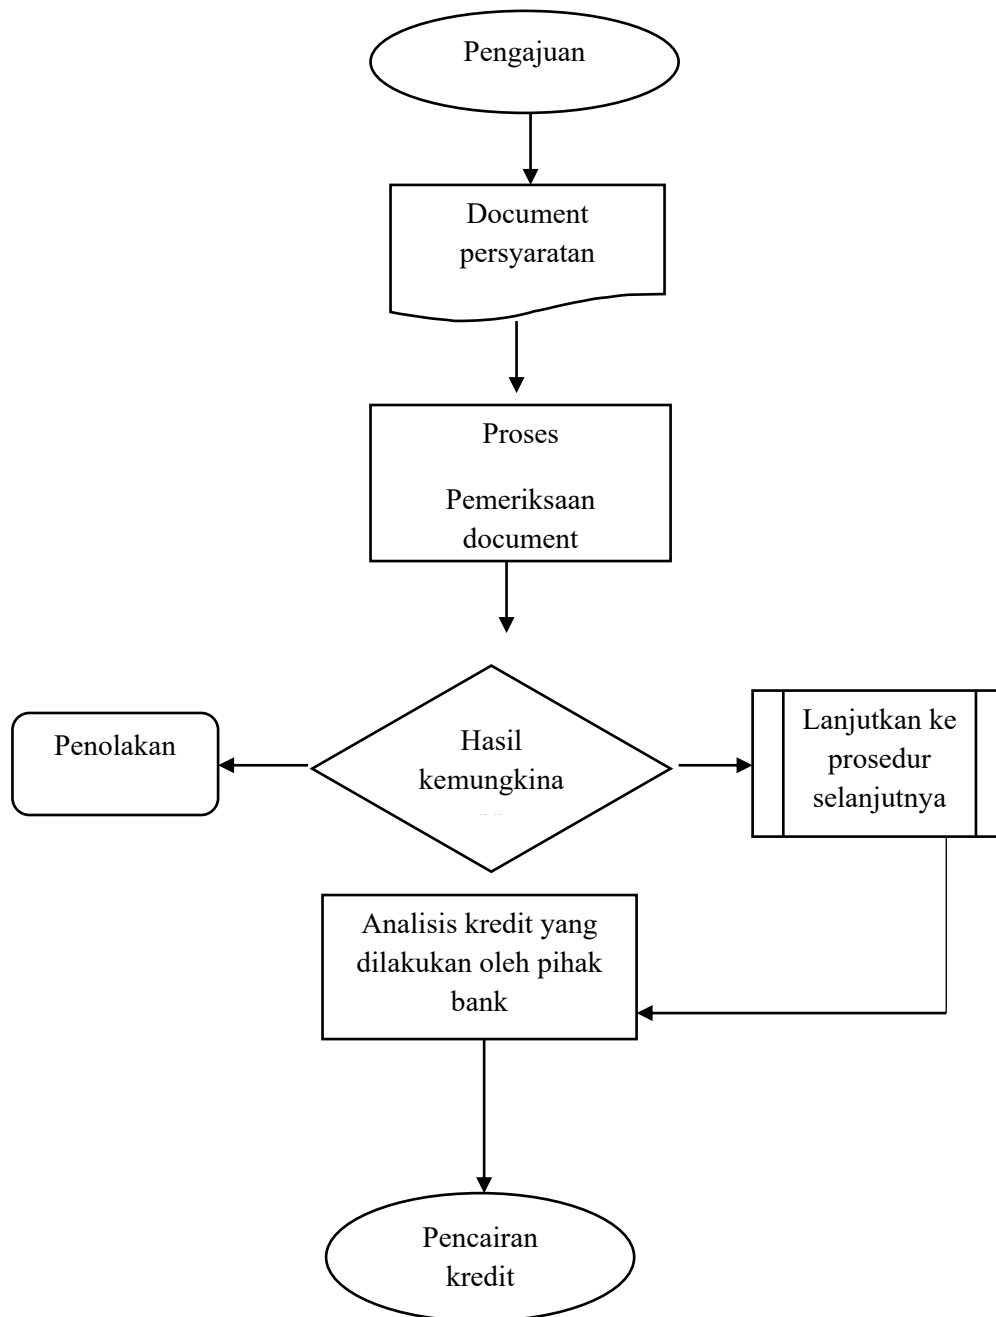 Pengajuan
Document
persyaratan
Proses
Pemeriksaan
document
Hasil
kemungkina
Penolakan
Lanjutkan ke
prosedur
selanjutnya
Analisis kredit yang
dilakukan oleh pihak
bank
Pencairan
kredit